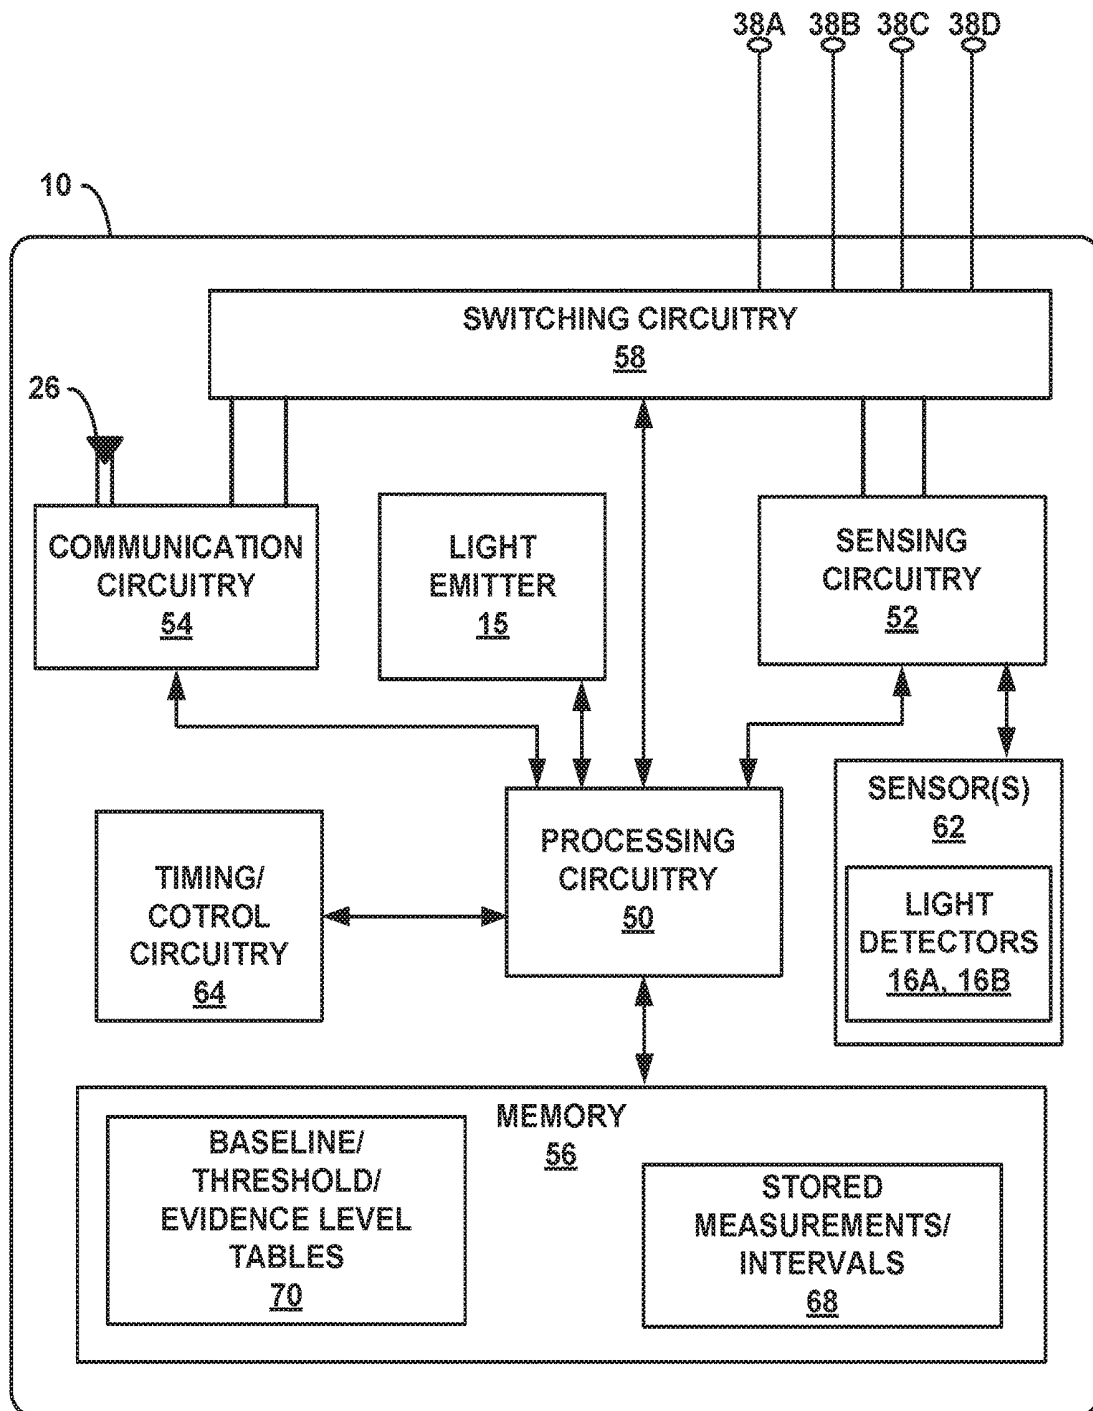 38A 38B 38C 38D
10
SWITCHING CIRCUITRY
58
26
COMMUNICATION
CIRCUITRY
54
LIGHT
EMITTER
15
SENSING
CIRCUITRY
52
TIMING/
COTROL
CIRCUITRY
64
PROCESSING
CIRCUITRY
50
SENSOR(S)
62
LIGHT
DETECTORS
16A, 16B
MEMORY
56
BASELINE/
THRESHOLD/
EVIDENCE LEVEL
TABLES
70
STORED
MEASUREMENTS/
INTERVALS
68